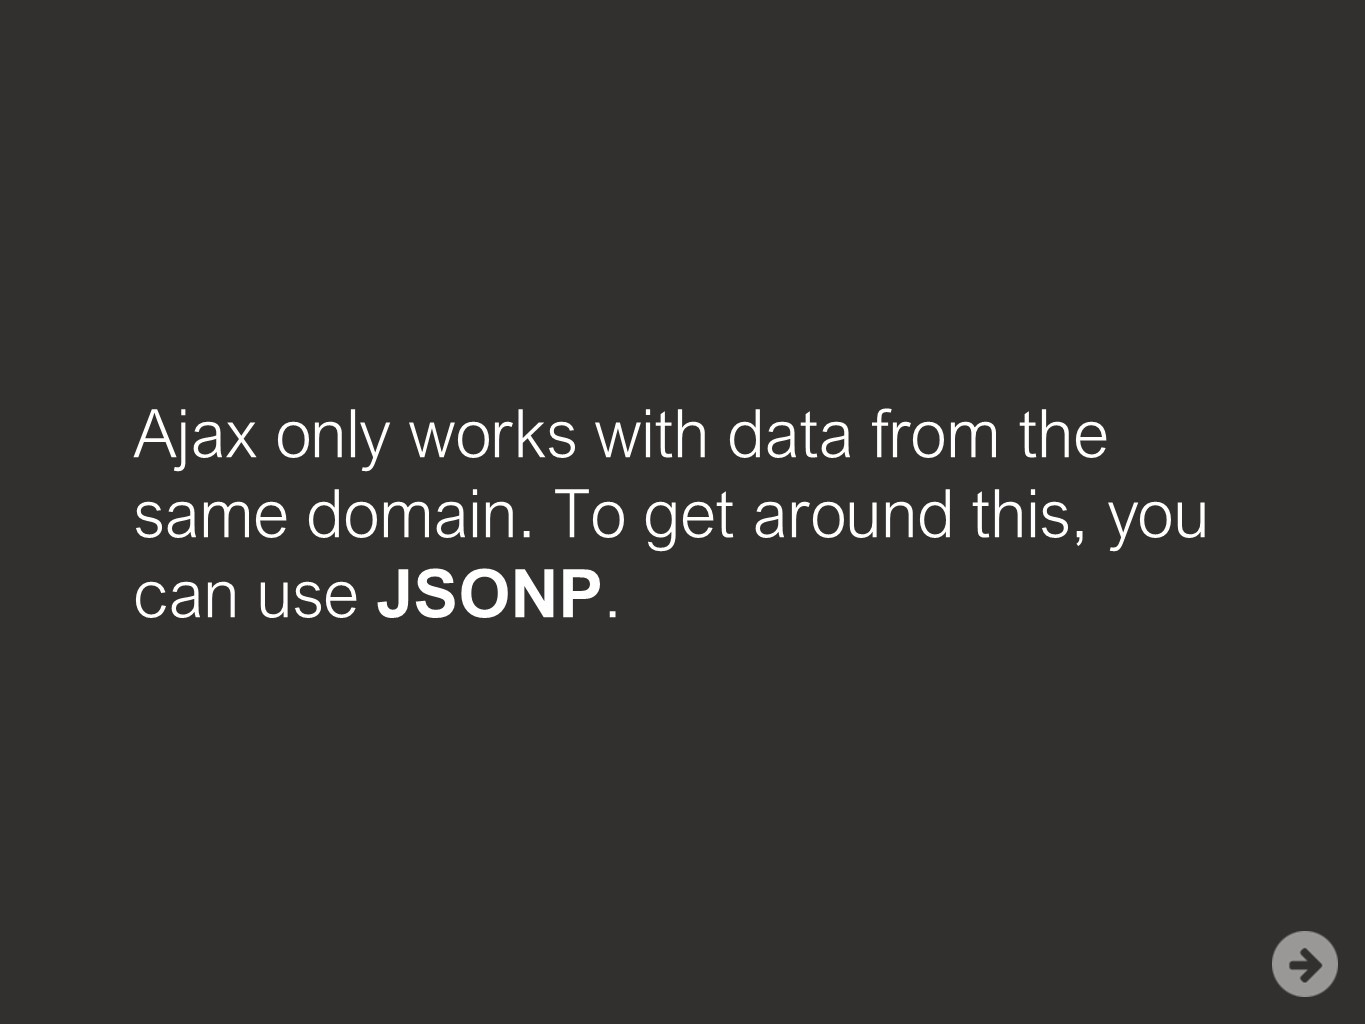 Ajax only works with data from the
same domain. To get around this, you
can use JSONP.